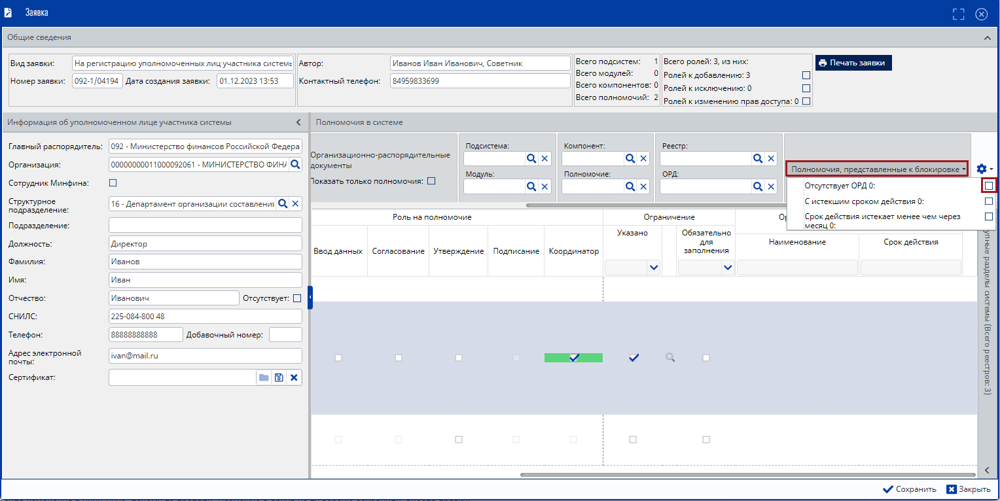 Заявка
Общие сведения
Вид заявки: На регистрацию уполномоченных лиц участника системы
Номер заявки: 092-1/04194 Дата создания заявки: 01.12.2023 13:53
Автор: Иванов Иван Иванович, Советник
Контактный телефон: 84959833699
Всего подсистем: 1
Всего модулей: 0
Всего компонентов: 0
Всего полномочий: 2
Всего ролей: 3, из них:
Ролей к добавлению: 3
Ролей к исключению: 0
Ролей к изменению прав доступа: 0
Печать заявки
Информация об уполномоченном лице участника системы
Главный распорядитель: 092 - Министерство финансов Российской Федера
Организация: 00000000011000092061 - МИНИСТЕРСТВО ФИНА
Сотрудник Минфина:
Структурное
подразделение:
16 - Департамент организации составления
Подразделение:
Должность: Директор
Фамилия: Иванов
Имя: Иван
Отчество: Иванович Отсутствует:
СНИЛС: 225-084-800 48
Телефон: 88888888888 Добавочный номер:
Адрес электронной
почты:
ivan@mail.ru
Сертификат:
Полномочия в системе
Организационно-распорядительные
документы
Показать только полномочия:
Подсистема:
Модуль:
Компонент:
Полномочие:
Реестр:
ОРД:
Полномочия, представленные к блокировке
Отсутствует ОРД 0:
С истекшим сроком действия 0:
Срок действия истекает менее чем через
месяц 0:
Роль на полномочие
Ограничение
Ввод данных
Согласование
Утверждение
Подписание
Координатор
Указано
Обязательно
для
заполнения
Наименование
Срок действия
упные разделы системы (Всего реестров: 3)
Сохранить
Закрыть